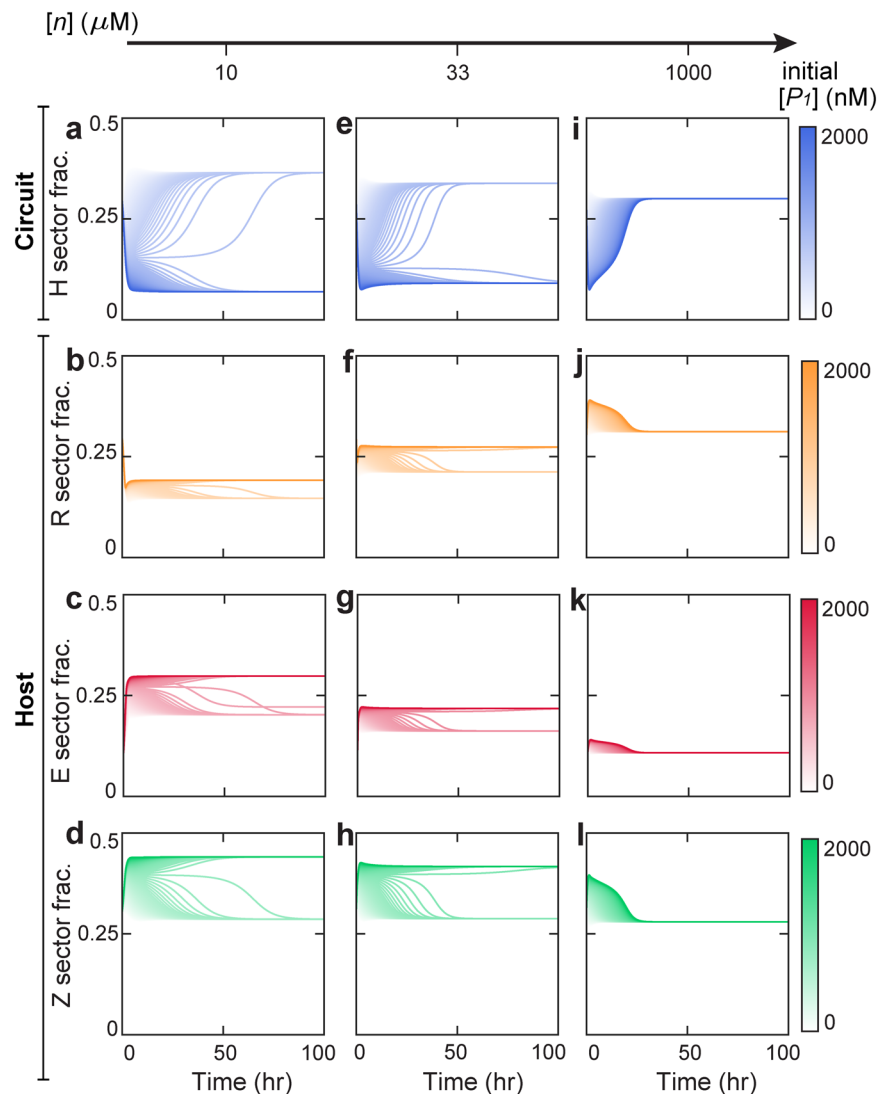 [n] (μM)
10
33
1000
initial
[P1] (nM)
Circuit
H sector frac.
0.5
0.25
0
a
e
i
2000
0
Host
R sector frac.
0.5
0.25
0
b
f
j
2000
0
E sector frac.
0.5
0.25
0
c
g
k
2000
0
Z sector frac.
0.5
0.25
0
d
h
l
2000
0
0 50 100
0 50 100
0 50 100
Time (hr)
Time (hr)
Time (hr)